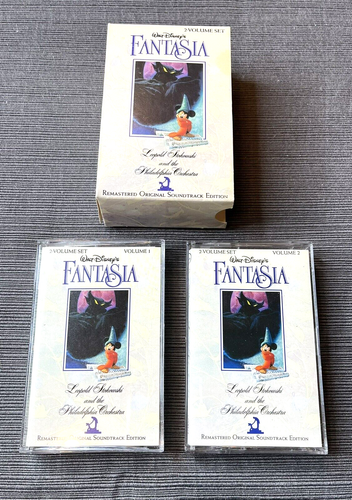 2 VOLUME SET
WALT DISNEY'S
FANTASIA
Leopold Stokowski
and the
Philadelphia Orchestra
REMASTERED ORIGINAL SOUNDTRACK EDITION
2 VOLUME SET VOLUME 1
WALT DISNEY'S
FANTASIA
Leopold Stokowski
and the
Philadelphia Orchestra
REMASTERED ORIGINAL SOUNDTRACK EDITION
2 VOLUME SET VOLUME 2
WALT DISNEY'S
FANTASIA
Leopold Stokowski
and the
Philadelphia Orchestra
REMASTERED ORIGINAL SOUNDTRACK EDITION